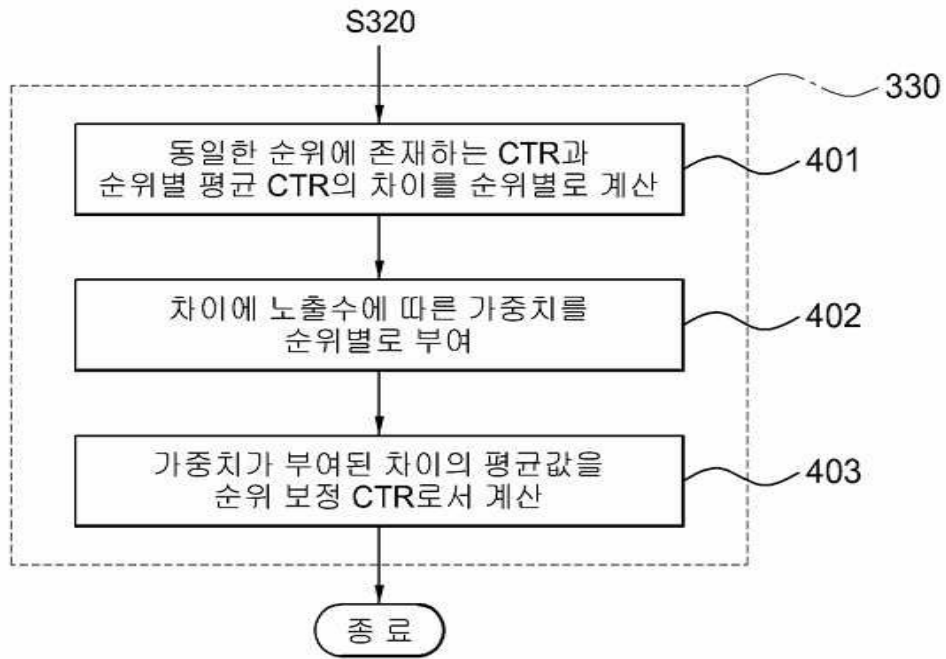 S320
330
동일한 순위에 존재하는 CTR과
순위별 평균 CTR의 차이를 순위별로 계산
401
차이에 노출수에 따른 가중치를
순위별로 부여
402
가중치가 부여된 차이의 평균값을
순위 보정 CTR로서 계산
403
종 료